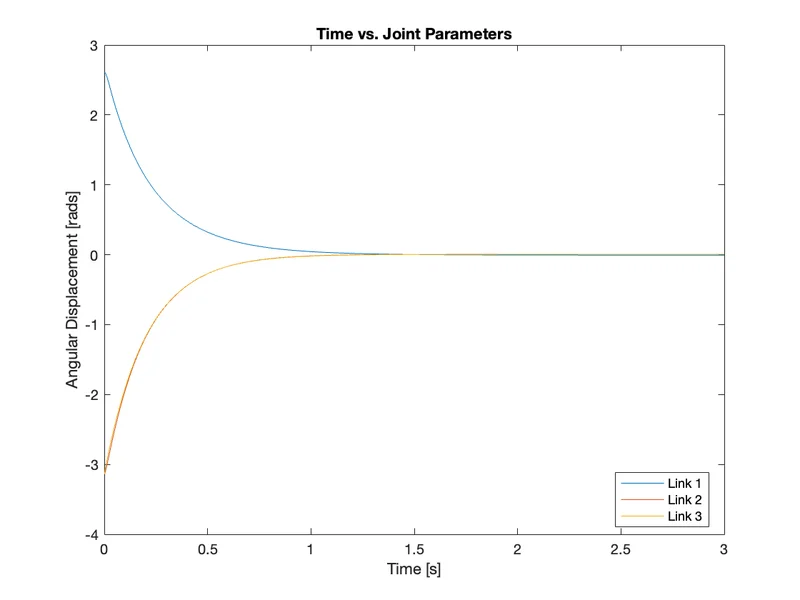 Time vs. Joint Parameters
3
2
1
0
-1
-2
-3
-4
Angular Displacement [rads]
0 0.5 1 1.5 2 2.5 3
Time [s]
Link 1
Link 2
Link 3